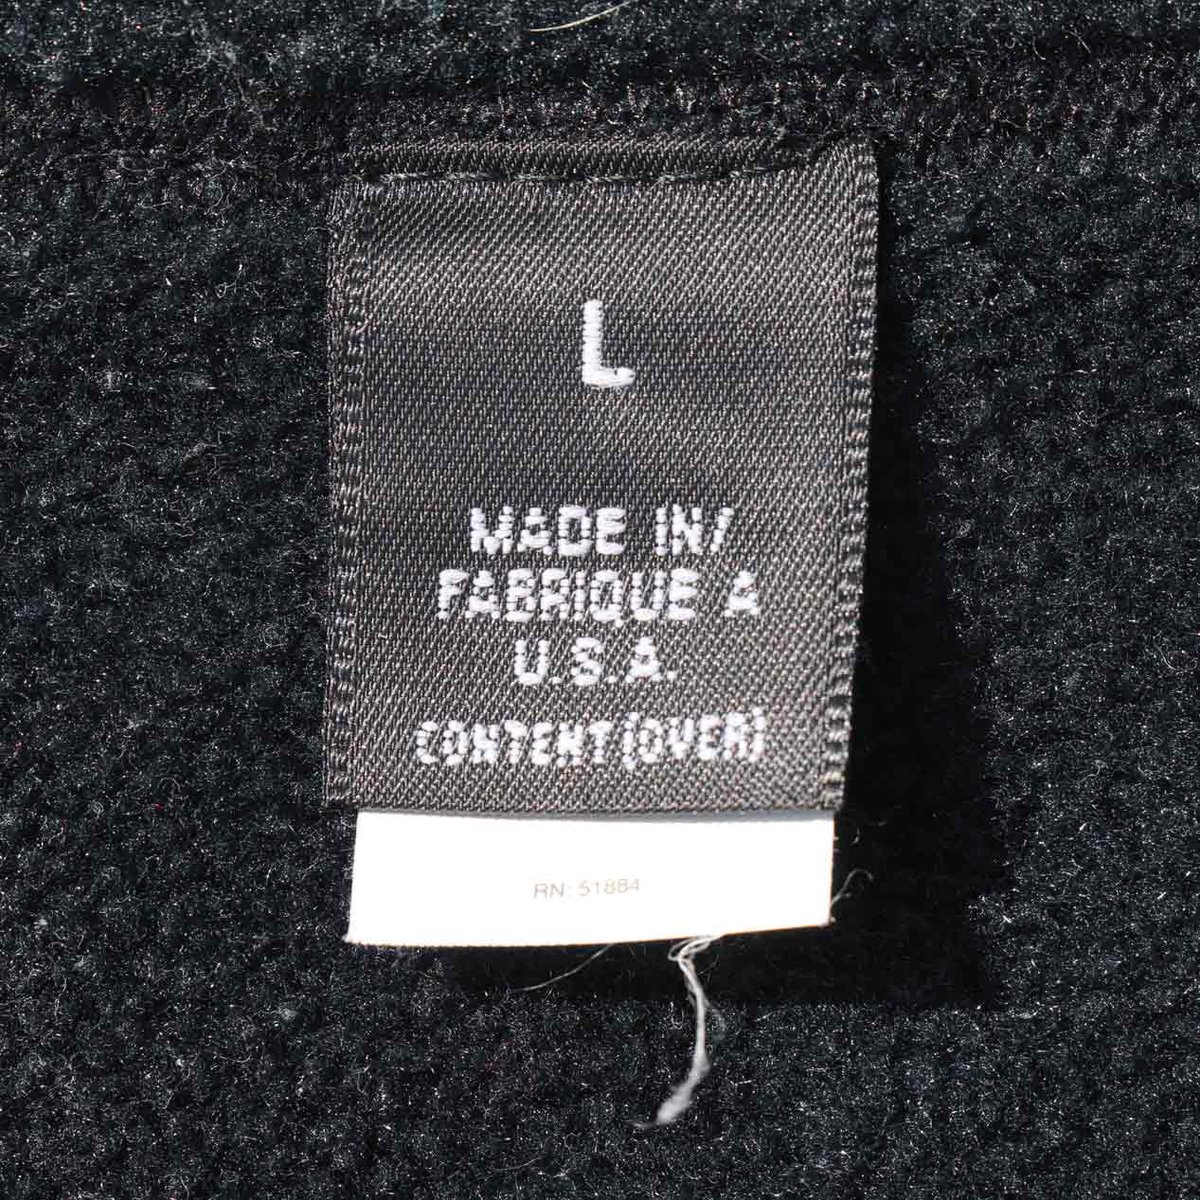 L
MADE IN/
FABRIQUE A
U.S.A.
CONTENT(OVER)
RN: 51884